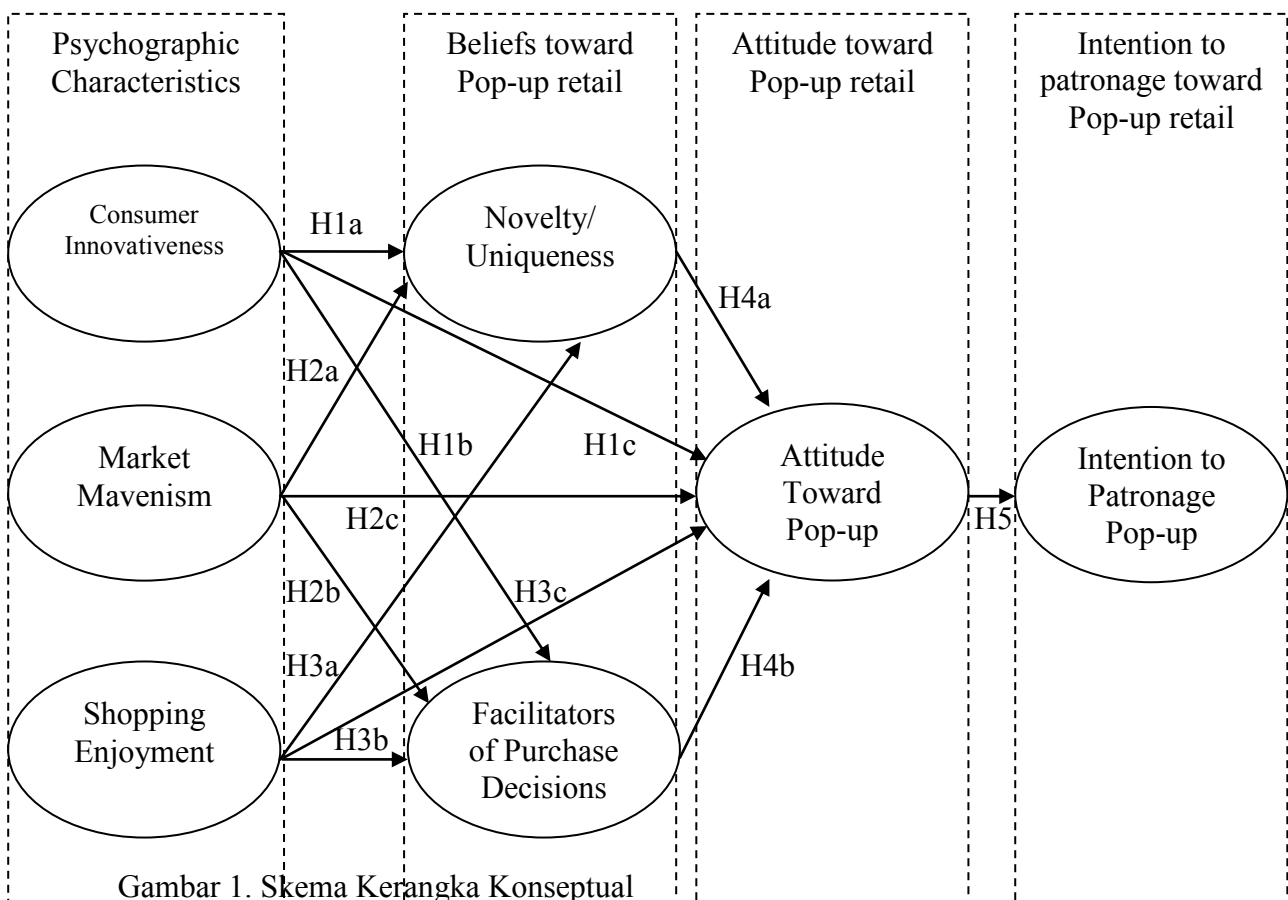 Psychographic
Characteristics
Beliefs toward
Pop-up retail
Attitude toward
Pop-up retail
Intention to
patronage toward
Pop-up retail
Consumer
Innovativeness
H1a
Novelty/
Uniqueness
H4a
H2a
Market
Mavenism
H1b
H1c
H2c
Attitude
Toward
Pop-up
H5
Intention to
Patronage
Pop-up
H2b
H3c
H3a
H4b
Shopping
Enjoyment
H3b
Facilitators
of Purchase
Decisions
Gambar 1. Skema Kerangka Konseptual